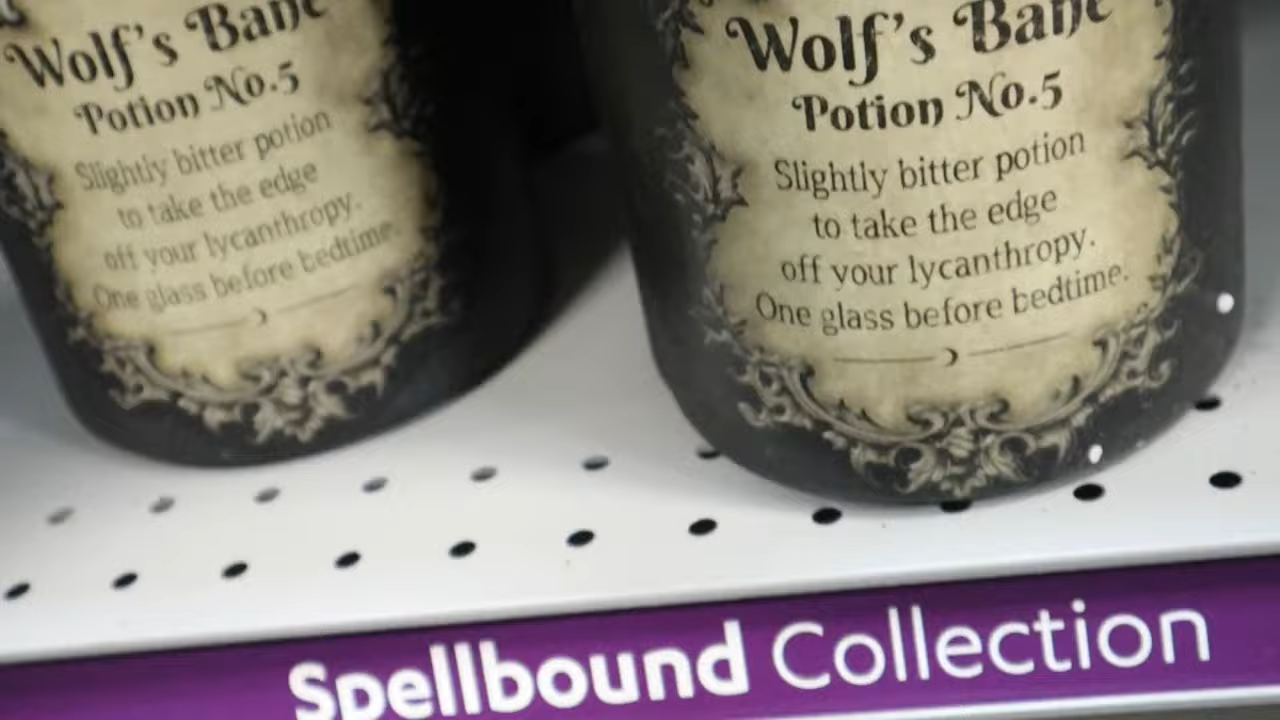 Wolf's Bane
Potion No.5
Slightly bitter potion
to take the edge
off your lycanthropy.
One glass before bedtime.
Wolf's Bane
Potion No.5
Slightly bitter potion
to take the edge
off your lycanthropy.
One glass before bedtime.
Spellbound Collection